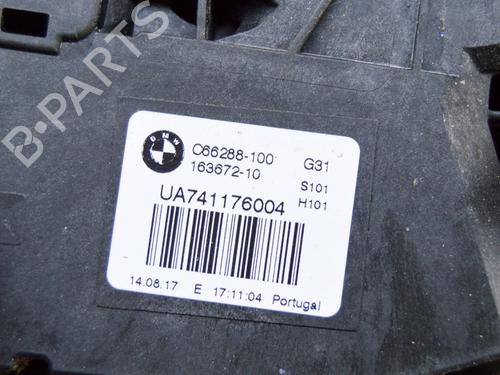 B-PARTS
BMW
C66288-100 G31
163672-10 S101
UA741176004 H101
14.08.17 E 17:11:04 Portugal